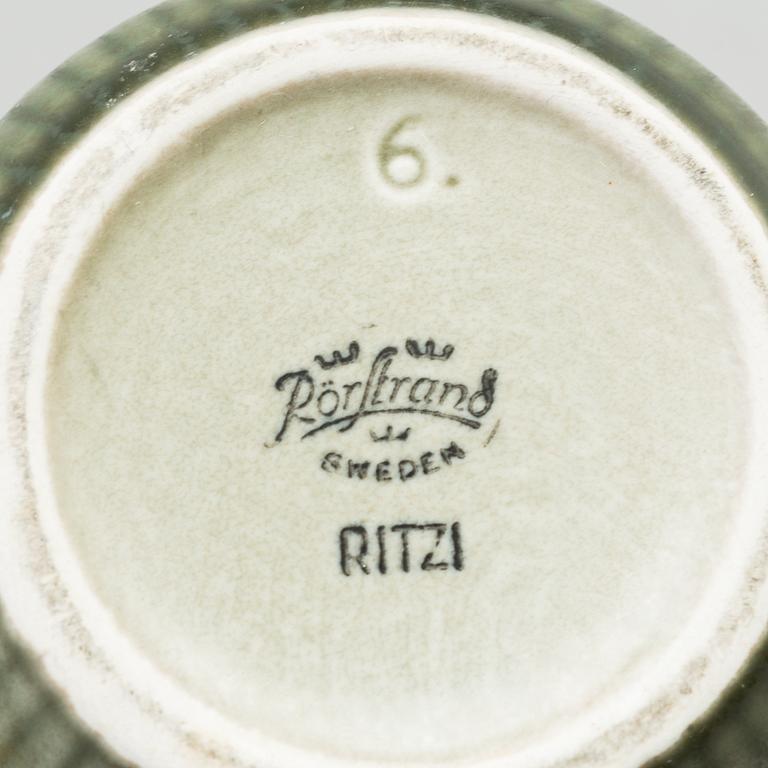 6.
Rörstrand
SWEDEN
RITZI